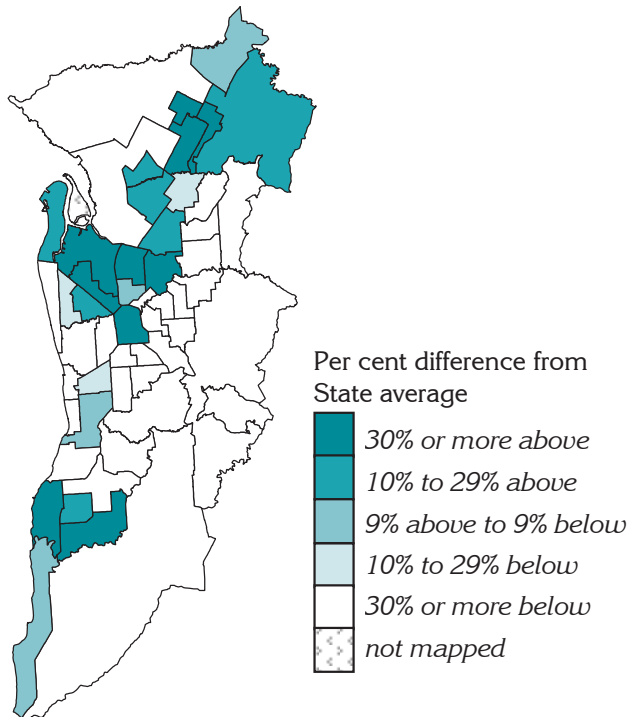 Per cent difference from
State average
30% or more above
10% to 29% above
9% above to 9% below
10% to 29% below
30% or more below
not mapped